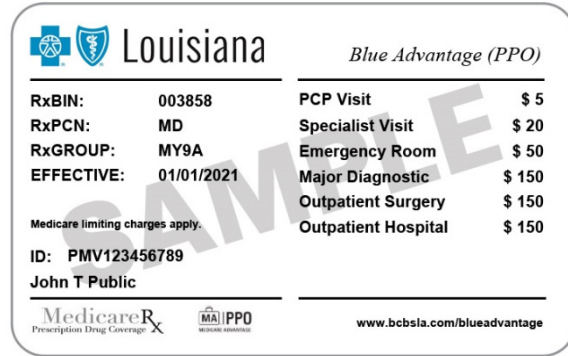 Louisiana
Blue Advantage (PPO)
RxBIN: 003858
RxPCN: MD
RxGROUP: MY9A
EFFECTIVE: 01/01/2021
Medicare limiting charges apply.
ID: PMV123456789
John T Public
PCP Visit $ 5
Specialist Visit $ 20
Emergency Room $ 50
Major Diagnostic $ 150
Outpatient Surgery $ 150
Outpatient Hospital $ 150
SAMPLE
MedicareRx
Prescription Drug Coverage
MA PPO
MEDICARE ADVANTAGE
www.bcbsla.com/blueadvantage